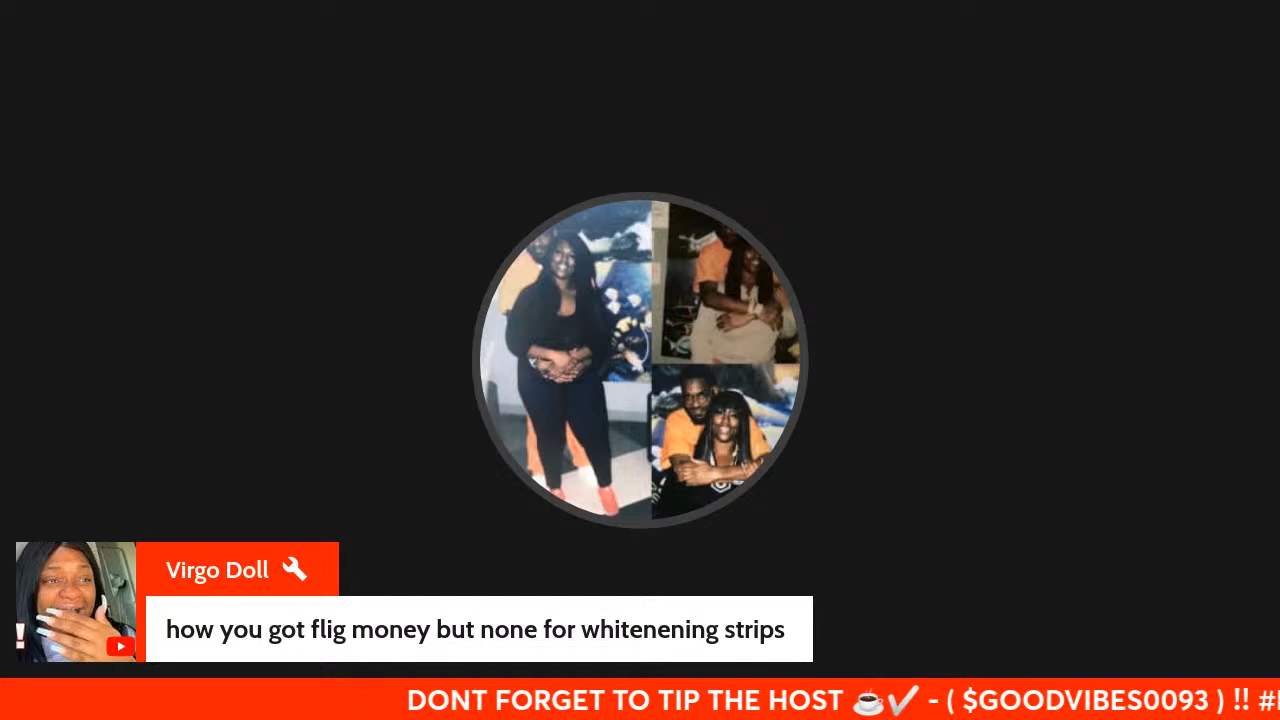 Virgo Doll
how you got flig money but none for whitenening strips
DONT FORGET TO TIP THE HOST ☕✔ - ( $GOODVIBES0093 ) !! #